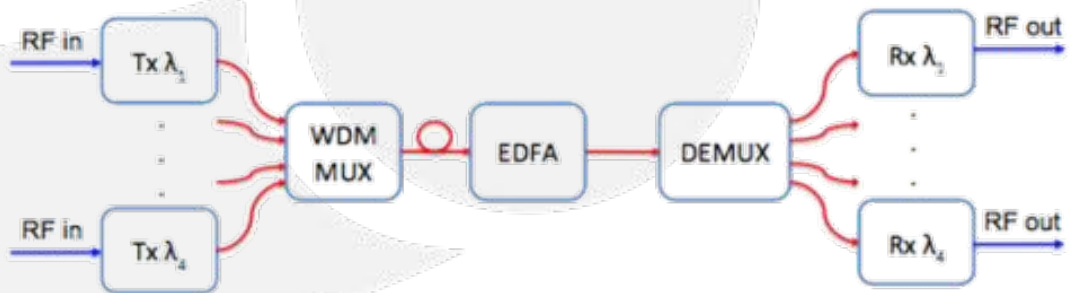 RF in
Tx λ1
RF out
Rx λ1
WDM
MUX
EDFA
DEMUX
RF in
Tx λ4
RF out
Rx λ4